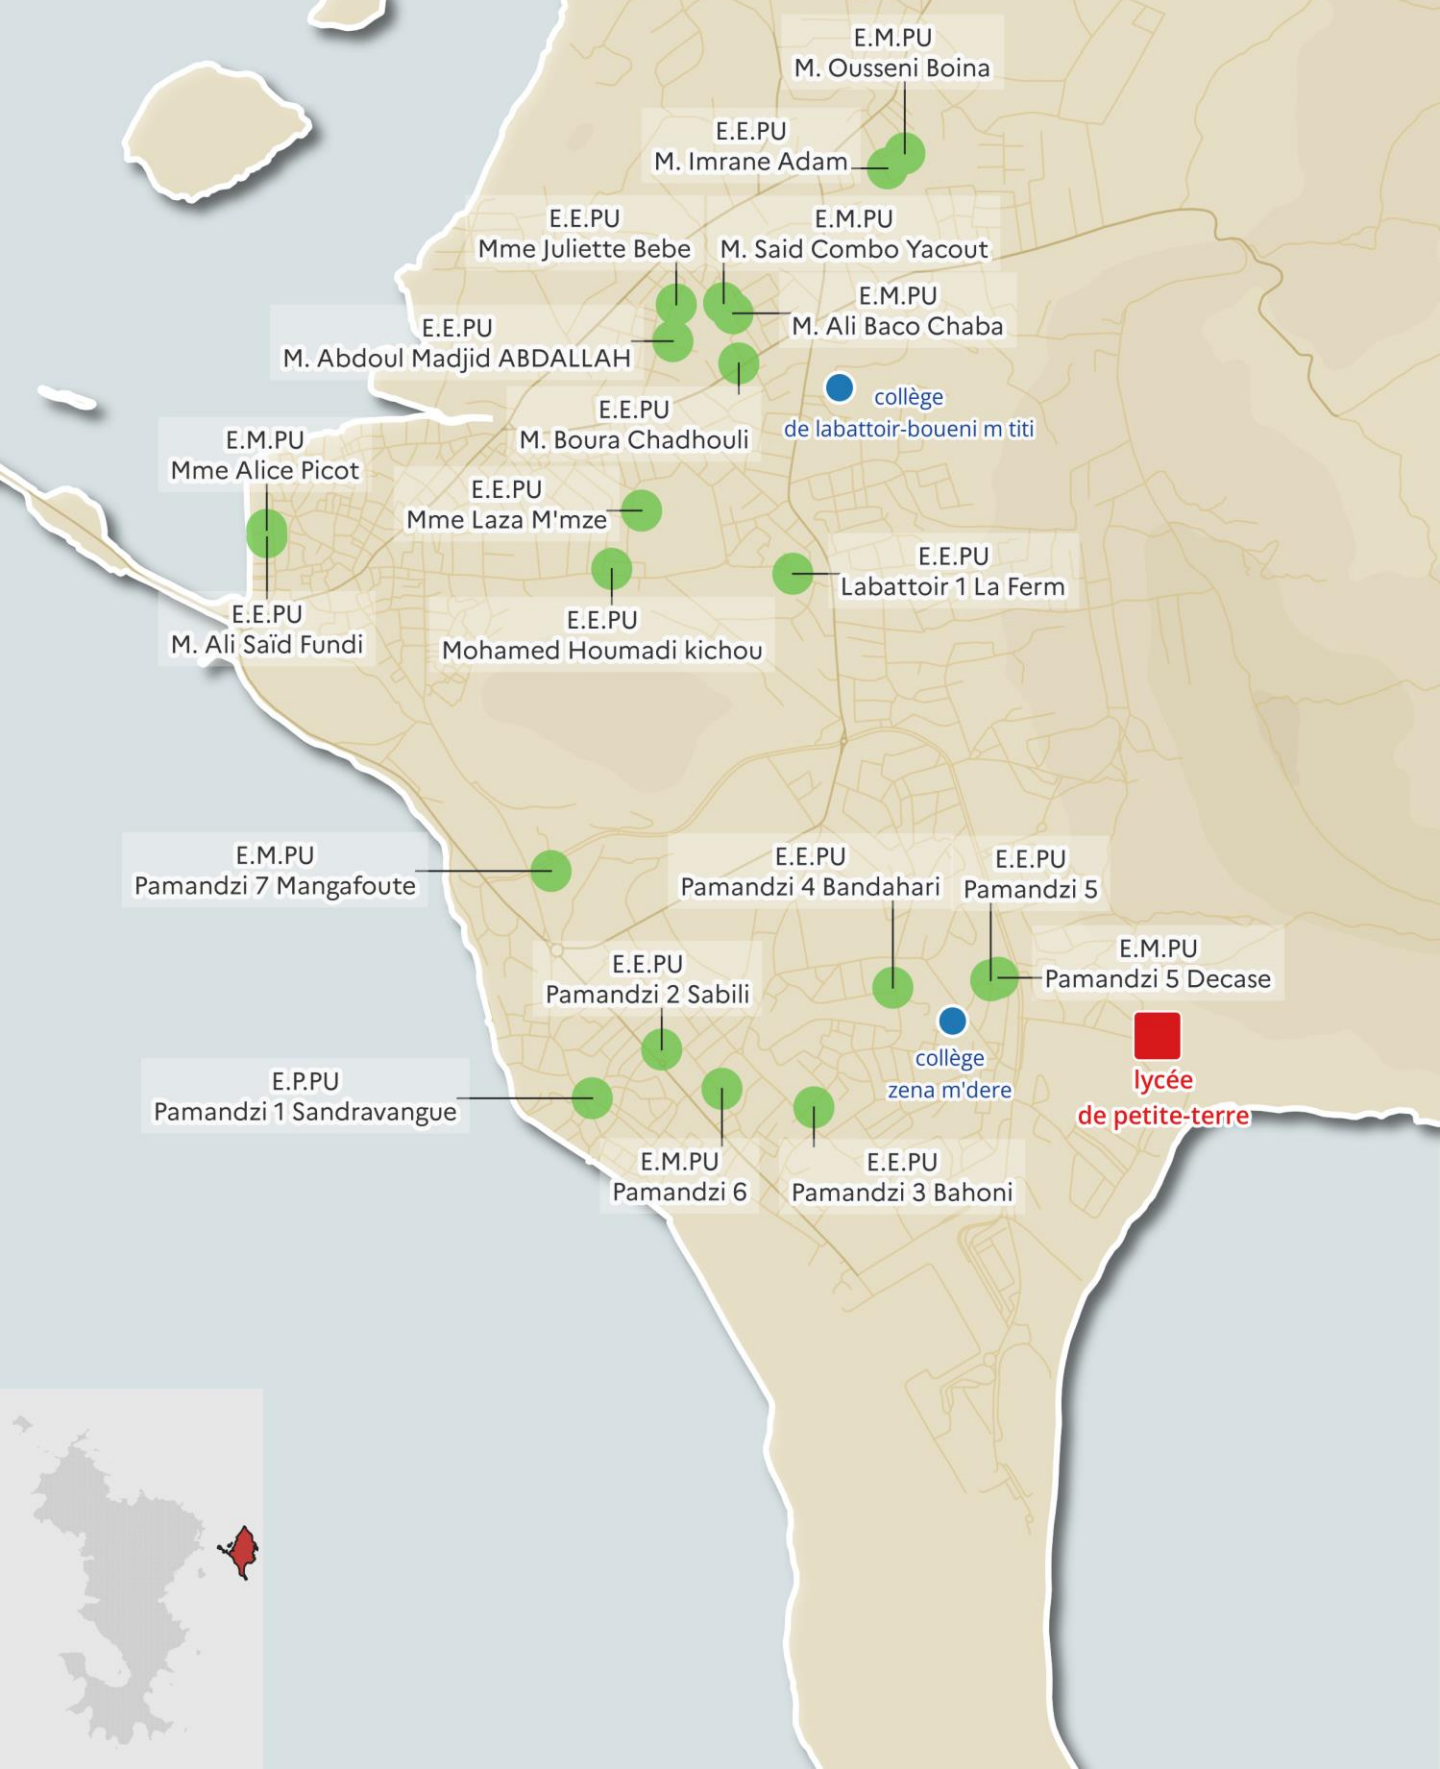 E.M.PU
M. Ousseni Boina
E.E.PU
M. Imrane Adam
E.E.PU
Mme Juliette Bebe
E.M.PU
M. Said Combo Yacout
E.M.PU
M. Ali Baco Chaba
E.E.PU
M. Abdoul Madjid ABDALLAH
collège
de labattoir-boueni m titi
E.E.PU
M. Boura Chadhouli
E.M.PU
Mme Alice Picot
E.E.PU
Mme Laza M'mze
E.E.PU
Labattoir 1 La Ferm
E.E.PU
M. Ali Saïd Fundi
E.E.PU
Mohamed Houmadi kichou
E.M.PU
Pamandzi 7 Mangafoute
E.E.PU
Pamandzi 4 Bandahari
E.E.PU
Pamandzi 5
E.M.PU
Pamandzi 5 Decase
E.E.PU
Pamandzi 2 Sabili
collège
zena m'dere
lycée
de petite-terre
E.P.PU
Pamandzi 1 Sandravangue
E.M.PU
Pamandzi 6
E.E.PU
Pamandzi 3 Bahoni